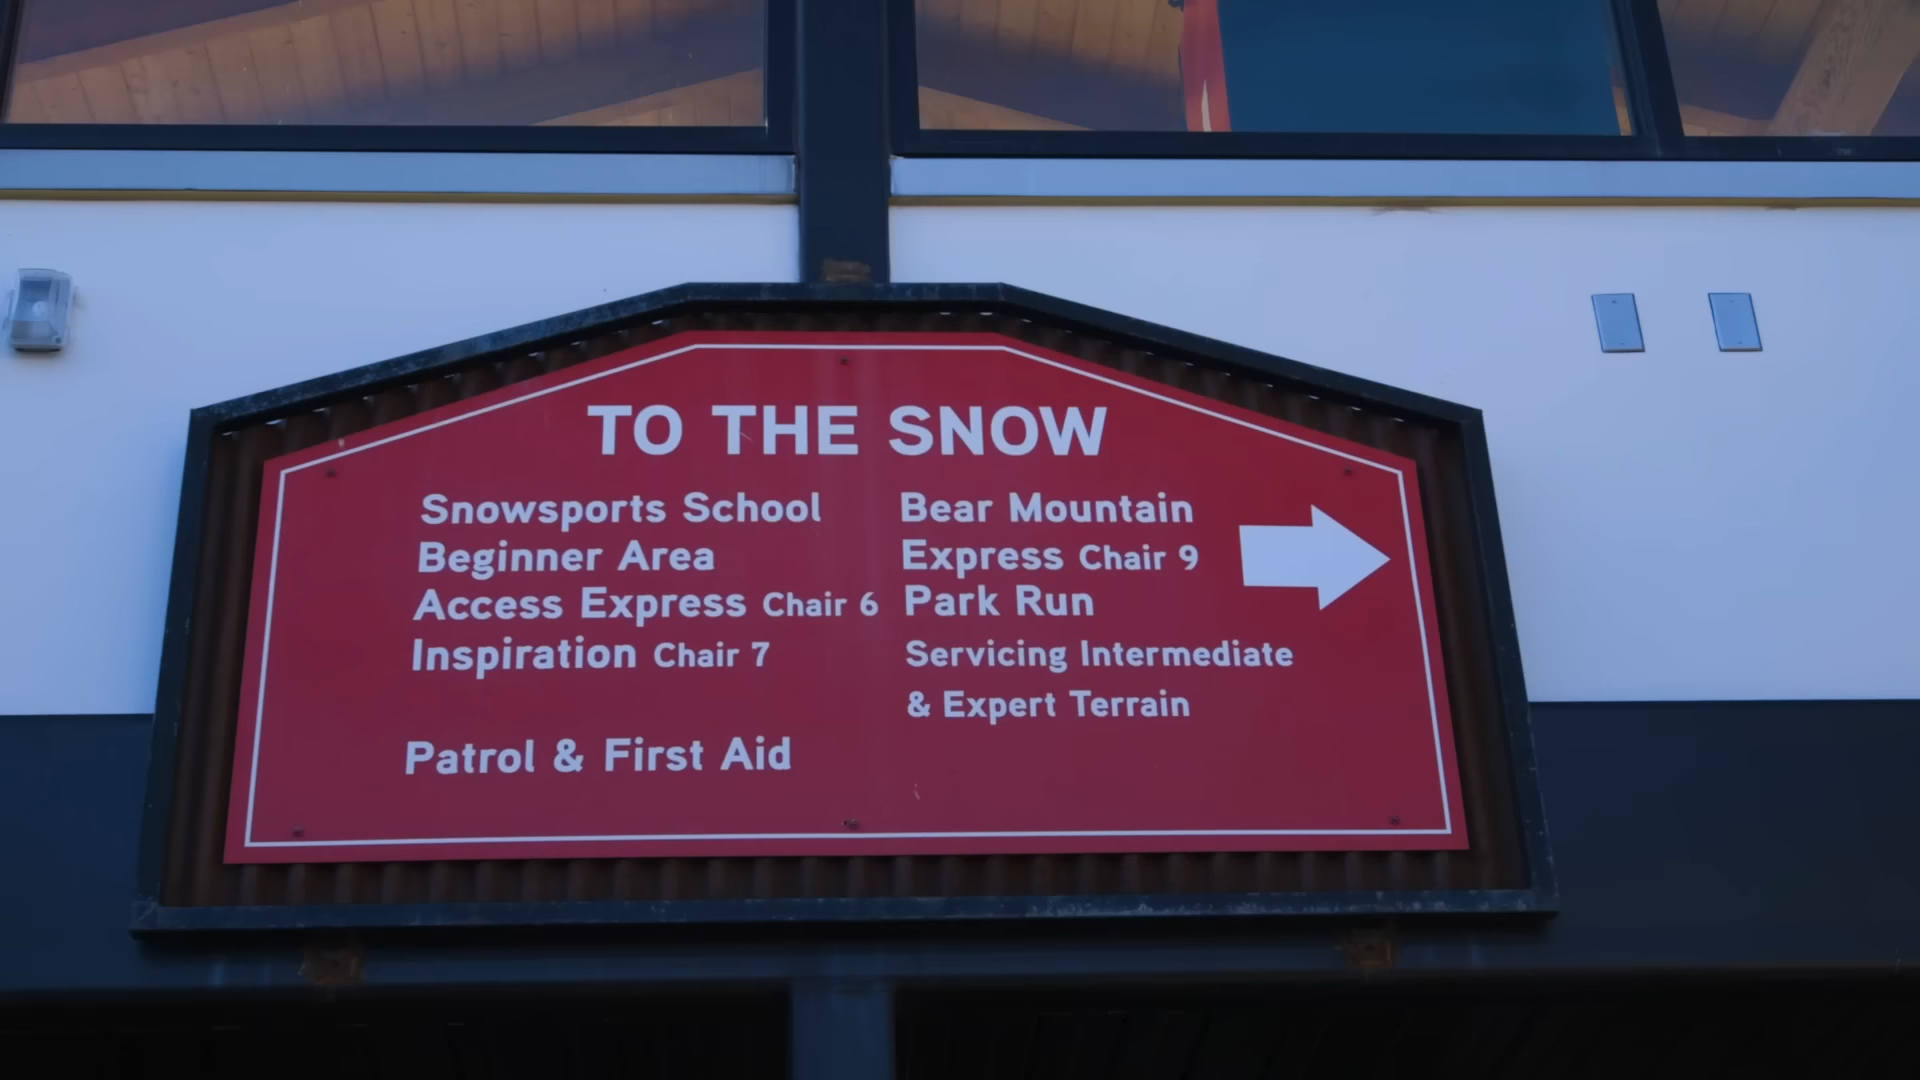 TO THE SNOW
Snowsports School
Beginner Area
Access Express Chair 6
Inspiration Chair 7
Patrol & First Aid
Bear Mountain
Express Chair 9
Park Run
Servicing Intermediate
& Expert Terrain